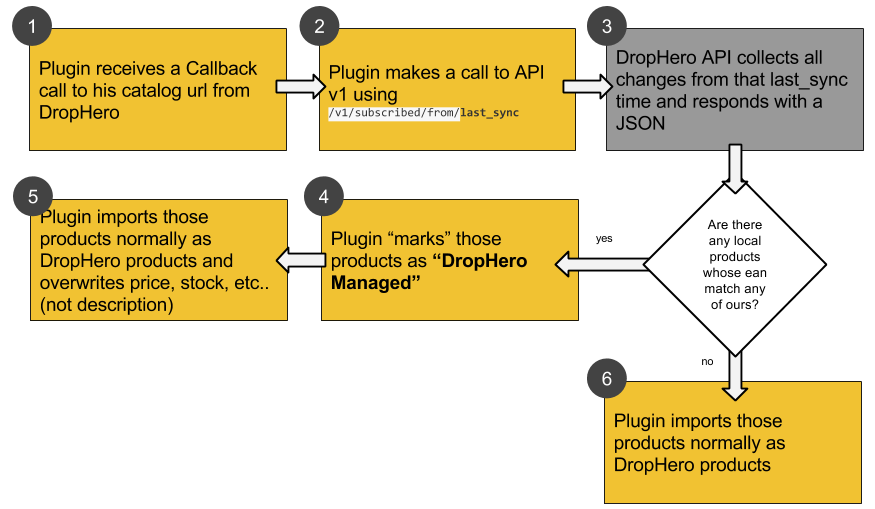 1
Plugin receives a Callback
call to his catalog url from
DropHero
2
Plugin makes a call to API
v1 using
/v1/subscribed/from/last_sync
3
DropHero API collects all
changes from that last_sync
time and responds with a
JSON
Are there
any local
products
whose ean
match any
of ours?
yes
4
Plugin “marks” those
products as “DropHero
Managed”
5
Plugin imports those
products normally as
DropHero products and
overwrites price, stock, etc..
(not description)
no
6
Plugin imports those
products normally as
DropHero products